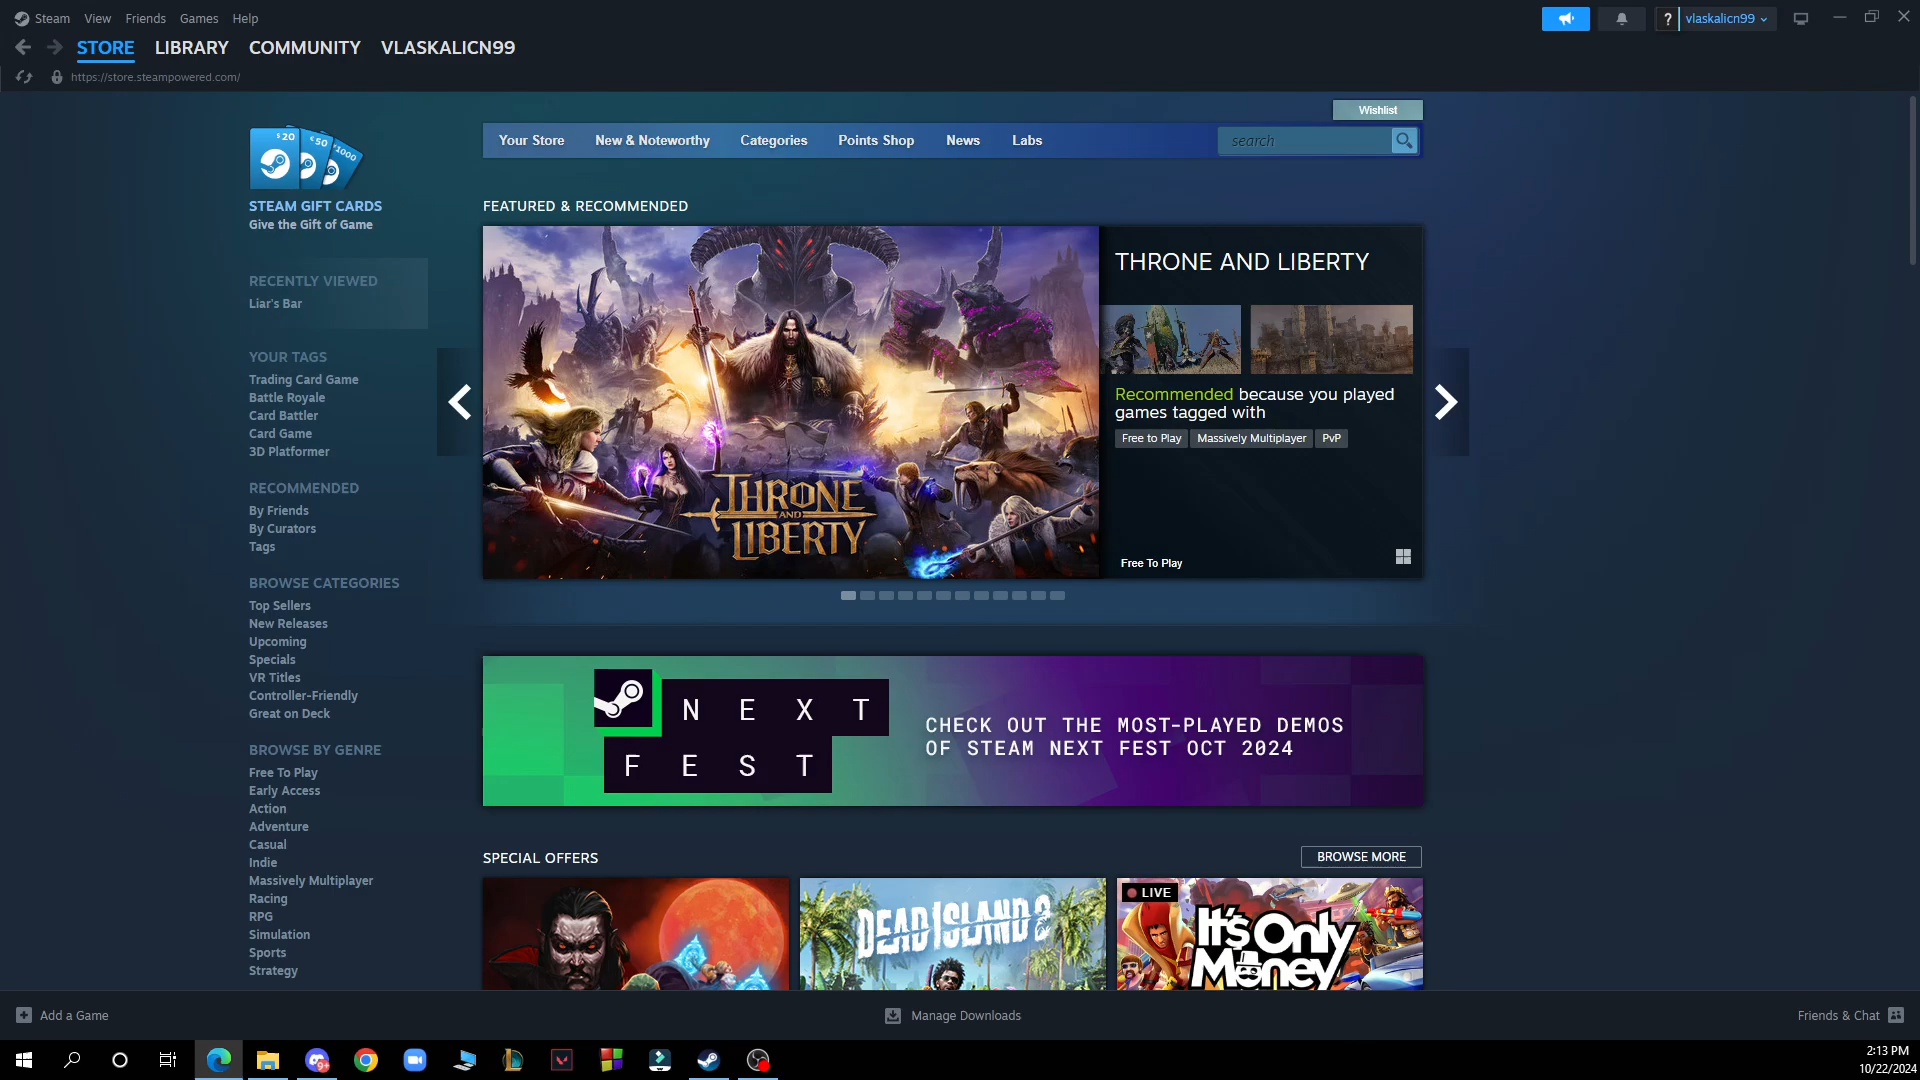 Steam View Friends Games Help
? vlaskalicn99
STORE LIBRARY COMMUNITY VLASKALICN99
https://store.steampowered.com/
Wishlist
Your Store New & Noteworthy Categories Points Shop News Labs
search
$20 €50 ¥1000
STEAM GIFT CARDS
Give the Gift of Game
RECENTLY VIEWED
Liar's Bar
YOUR TAGS
Trading Card Game
Battle Royale
Card Battler
Card Game
3D Platformer
RECOMMENDED
By Friends
By Curators
Tags
BROWSE CATEGORIES
Top Sellers
New Releases
Upcoming
Specials
VR Titles
Controller-Friendly
Great on Deck
BROWSE BY GENRE
Free To Play
Early Access
Action
Adventure
Casual
Indie
Massively Multiplayer
Racing
RPG
Simulation
Sports
Strategy
FEATURED & RECOMMENDED
THRONE
AND
LIBERTY
THRONE AND LIBERTY
Recommended because you played
games tagged with
Free to Play Massively Multiplayer PvP
Free To Play
NEXT
FEST
CHECK OUT THE MOST-PLAYED DEMOS
OF STEAM NEXT FEST OCT 2024
SPECIAL OFFERS
BROWSE MORE
DEAD ISLAND 2
LIVE
It's Only
Money
Add a Game
Manage Downloads
Friends & Chat
9+
2:13 PM
10/22/2024